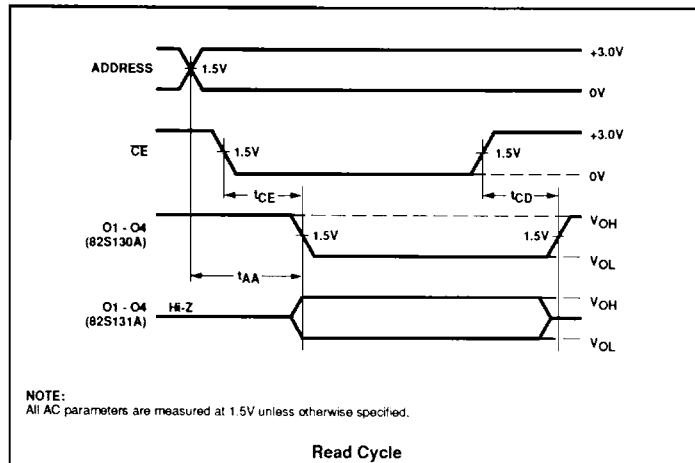 +3.0V
ADDRESS
1.5V
0V
+3.0V
CE
1.5V
1.5V
0V
tCE
tCD
O1 - O4
(82S130A)
VOH
1.5V
1.5V
VOL
tAA
O1 - O4
(82S131A)
Hi-Z
VOH
VOL
NOTE:
All AC parameters are measured at 1.5V unless otherwise specified.
Read Cycle